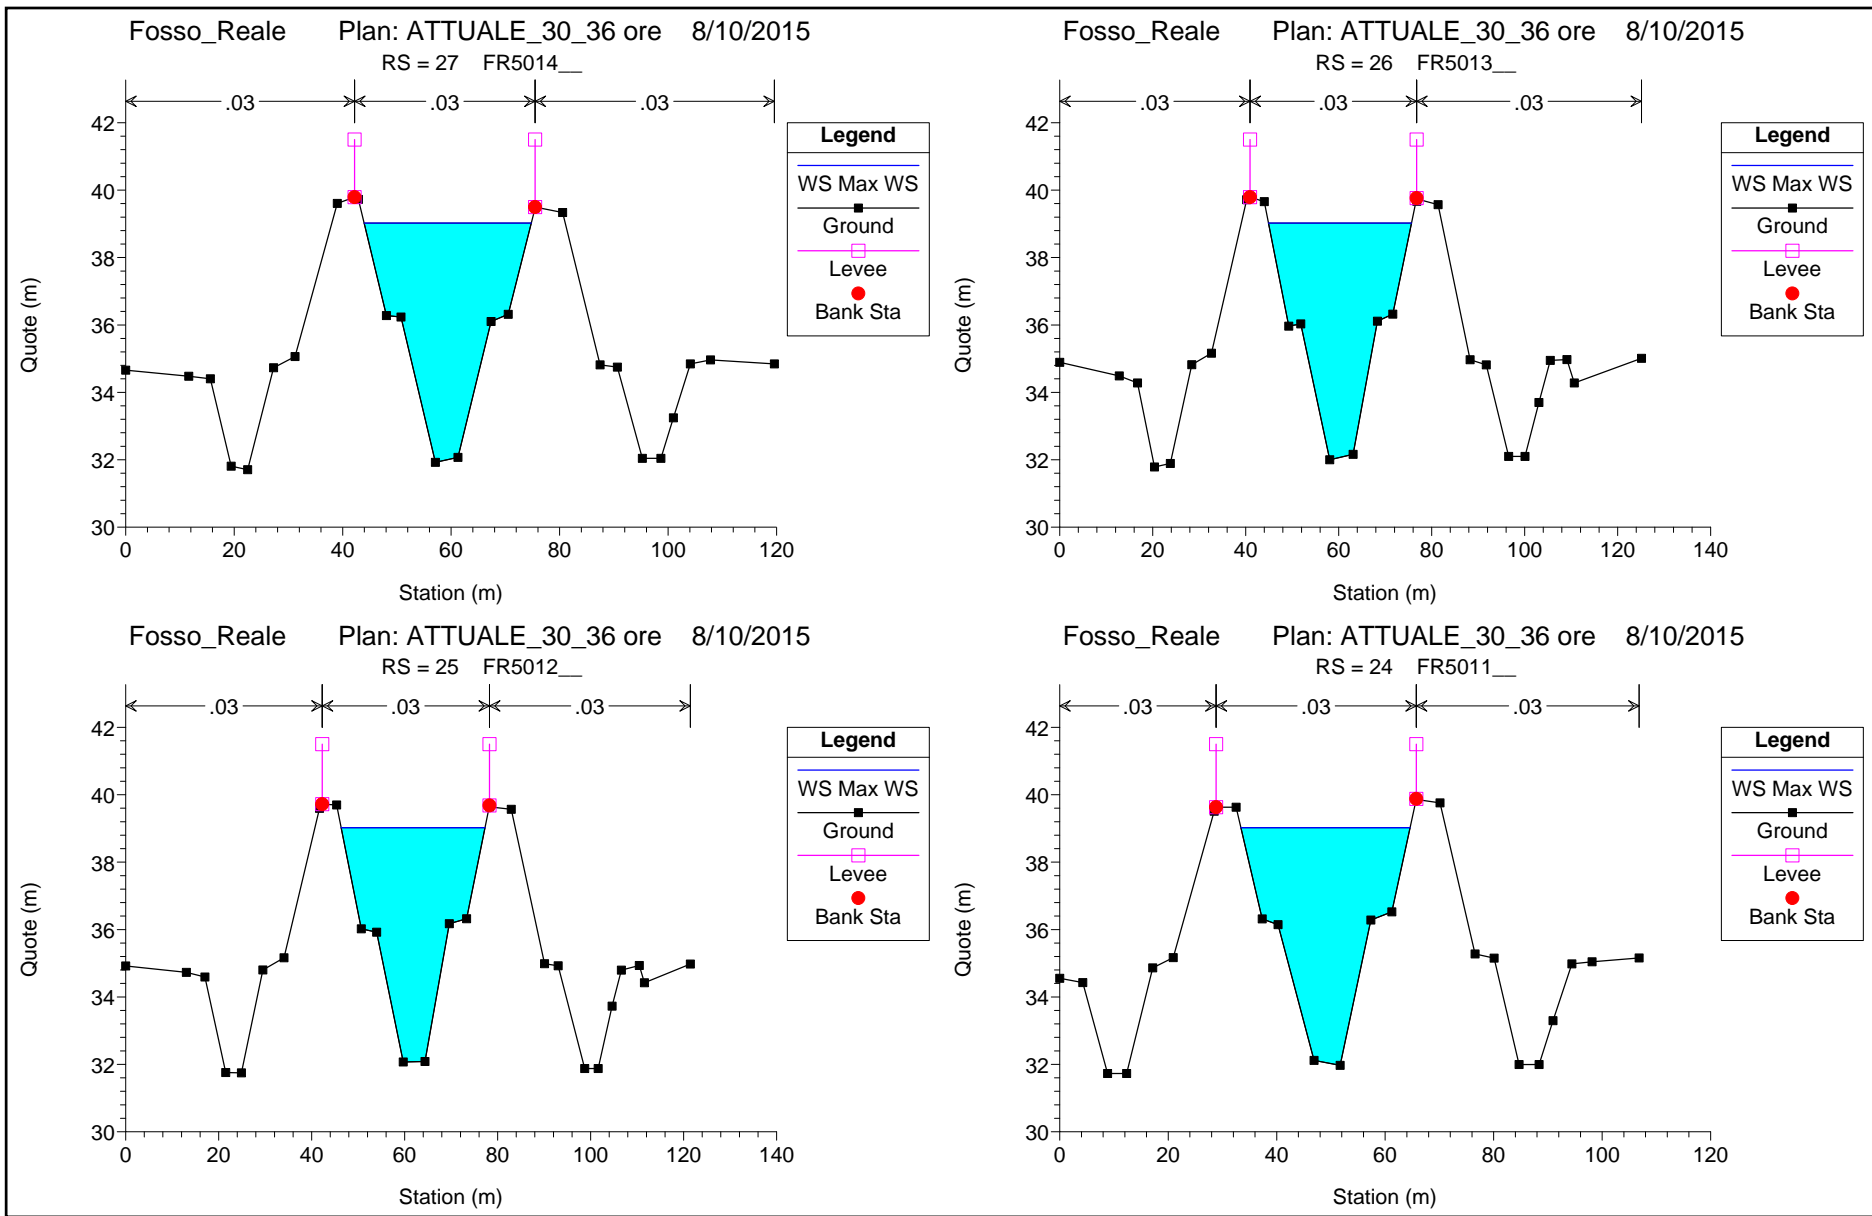 Fosso_Reale Plan: ATTUALE_30_36 ore 8/10/2015
RS = 27 FR5014__
.03 .03 .03
42
40
38
36
34
32
30
Quote (m)
0 20 40 60 80 100 120
Station (m)
Legend
WS Max WS
Ground
Levee
Bank Sta
Fosso_Reale Plan: ATTUALE_30_36 ore 8/10/2015
RS = 26 FR5013__
.03 .03 .03
42
40
38
36
34
32
30
Quote (m)
0 20 40 60 80 100 120 140
Station (m)
Legend
WS Max WS
Ground
Levee
Bank Sta
Fosso_Reale Plan: ATTUALE_30_36 ore 8/10/2015
RS = 25 FR5012__
.03 .03 .03
42
40
38
36
34
32
30
Quote (m)
0 20 40 60 80 100 120 140
Station (m)
Legend
WS Max WS
Ground
Levee
Bank Sta
Fosso_Reale Plan: ATTUALE_30_36 ore 8/10/2015
RS = 24 FR5011__
.03 .03 .03
42
40
38
36
34
32
30
Quote (m)
0 20 40 60 80 100 120
Station (m)
Legend
WS Max WS
Ground
Levee
Bank Sta